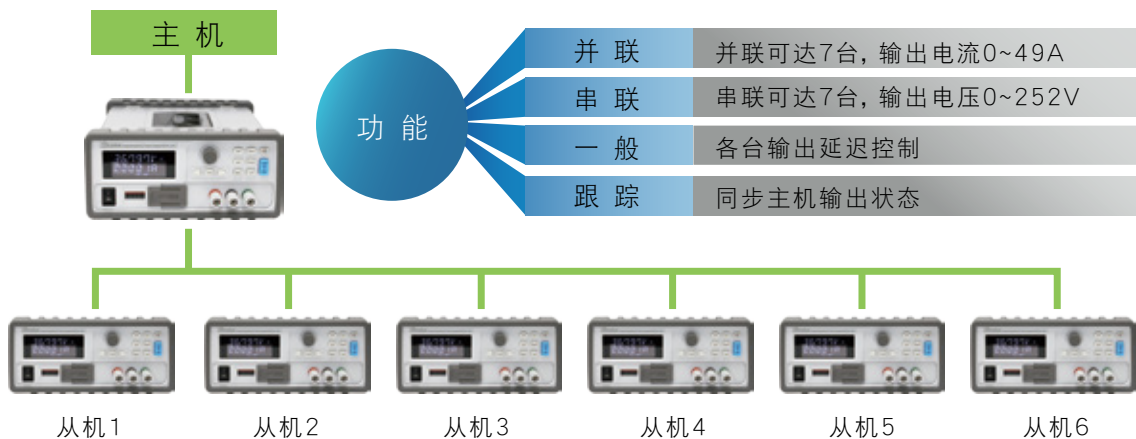 主机
功能
并联 并联可达7台，输出电流0~49A
串联 串联可达7台，输出电压0~252V
一般 各台输出延迟控制
跟踪 同步主机输出状态
从机1 从机2 从机3 从机4 从机5 从机6